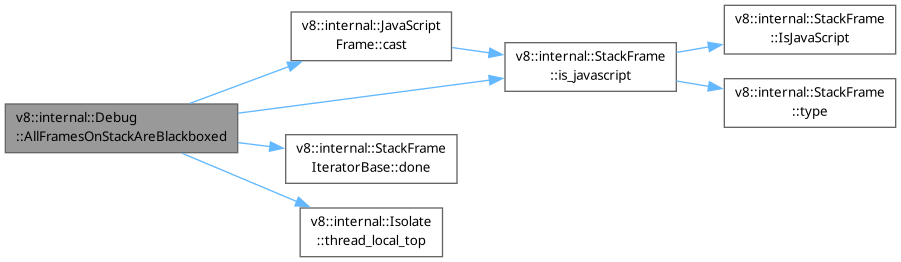 v8::internal::Debug
::AllFramesOnStackAreBlackboxed
v8::internal::JavaScript
Frame::cast
v8::internal::StackFrame
::is_javascript
v8::internal::StackFrame
::IsJavaScript
v8::internal::StackFrame
::type
v8::internal::StackFrame
IteratorBase::done
v8::internal::Isolate
::thread_local_top